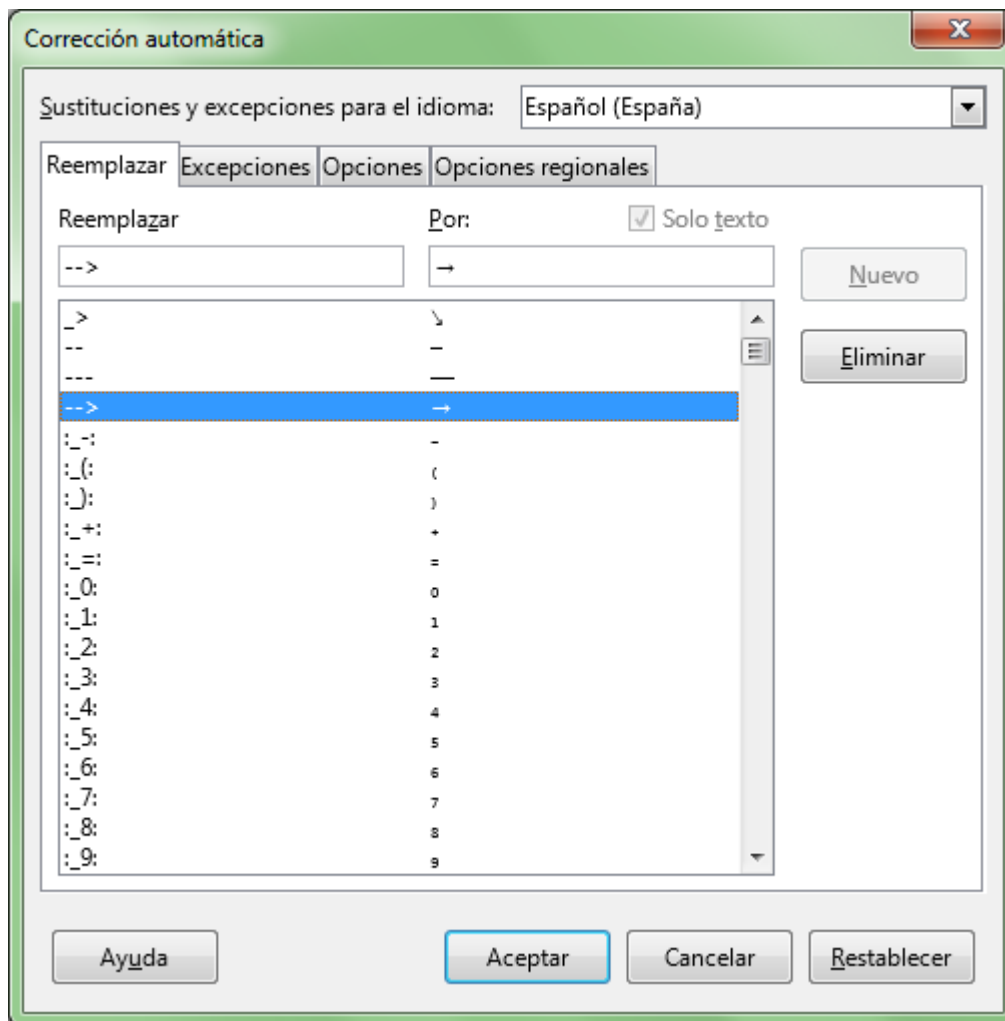 Corrección automática
Sustituciones y excepciones para el idioma: Español (España)
Reemplazar Excepciones Opciones Opciones regionales
Reemplazar Por: Solo texto
--> → Nuevo
_> ↘
-- – Eliminar
--- —
--> →
:_-: ₋
:_(: ₍
:_): ₎
:_+: ₊
:_=: ₌
:_0: ₀
:_1: ₁
:_2: ₂
:_3: ₃
:_4: ₄
:_5: ₅
:_6: ₆
:_7: ₇
:_8: ₈
:_9: ₉
Ayuda Aceptar Cancelar Restablecer